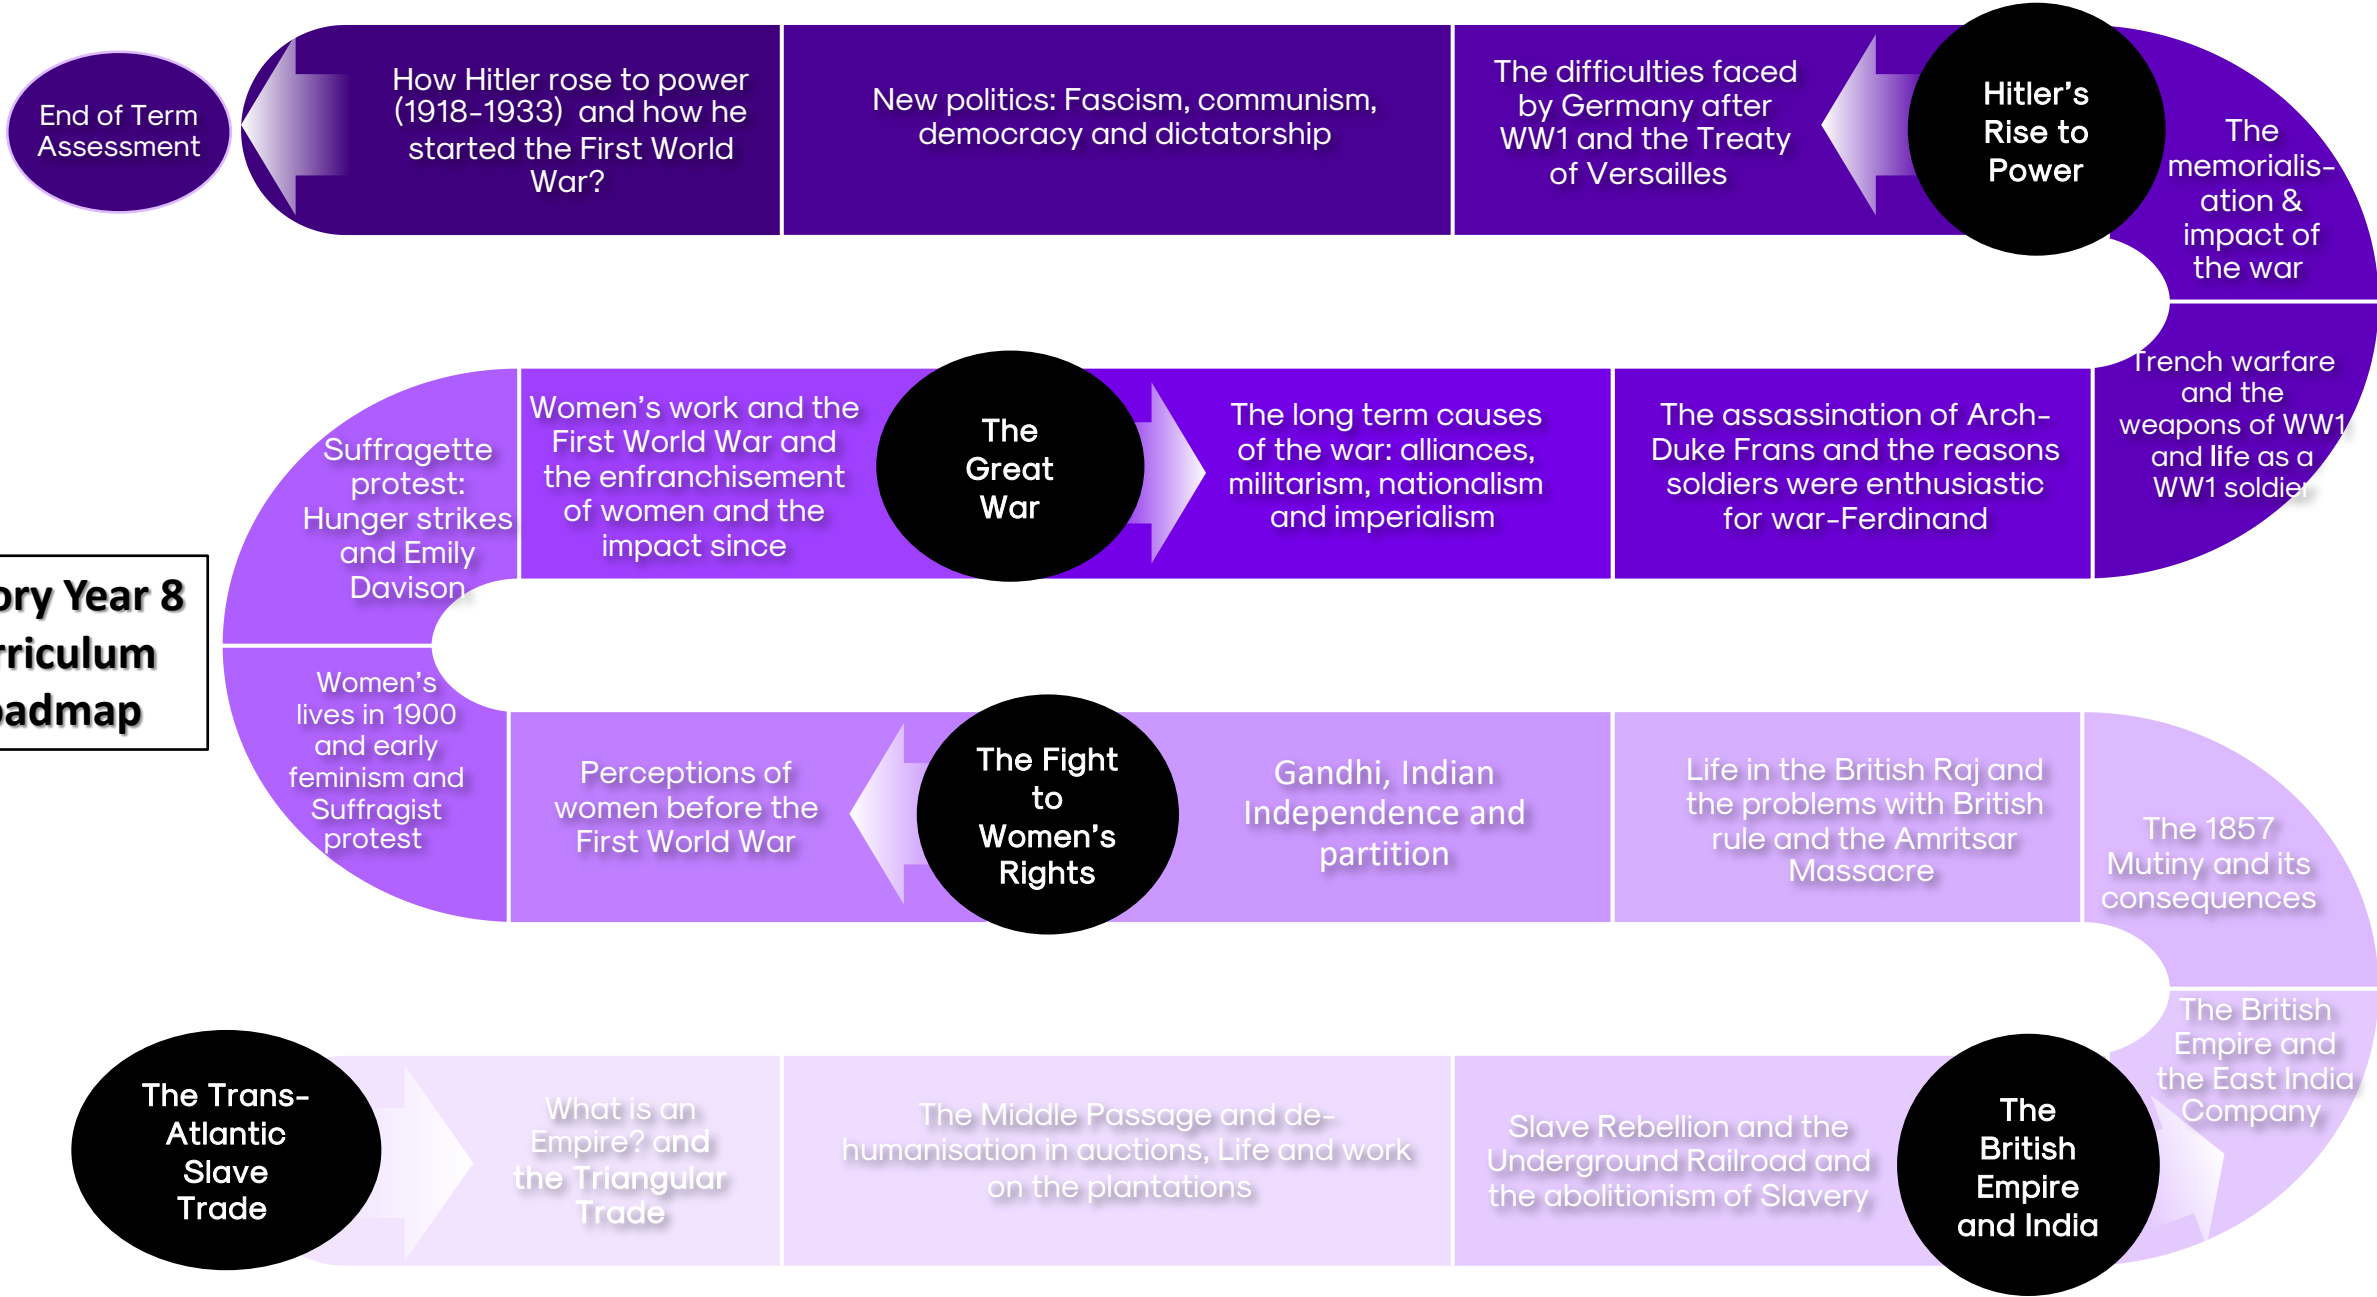 End of Term
Assessment
How Hitler rose to power
(1918-1933)  and how he
started the First World
War?
New politics: Fascism, communism,
democracy and dictatorship
The difficulties faced
by Germany after
WW1 and the Treaty
of Versailles
Hitler's
Rise to
Power
The
memorialis-
ation &
impact of
the war
Suffragette
protest:
Hunger strikes
and Emily
Davison
Women's work and the
First World War and
the enfranchisement
of women and the
impact since
The
Great
War
The long term causes
of the war: alliances,
militarism, nationalism
and imperialism
The assassination of Arch-
Duke Frans and the reasons
soldiers were enthusiastic
for war-Ferdinand
Trench warfare
and the
weapons of WW1
and life as a
WW1 soldier
ory Year 8
rriculum
oadmap
Women's
lives in 1900
and early
feminism and
Suffragist
protest
Perceptions of
women before the
First World War
The Fight
to
Women's
Rights
Gandhi, Indian
Independence and
partition
Life in the British Raj and
the problems with British
rule and the Amritsar
Massacre
The 1857
Mutiny and its
consequences
The Trans-
Atlantic
Slave
Trade
What is an
Empire? and
the Triangular
Trade
The Middle Passage and de-
humanisation in auctions, Life and work
on the plantations
Slave Rebellion and the
Underground Railroad and
the abolitionism of Slavery
The
British
Empire
and India
The British
Empire and
the East India
Company